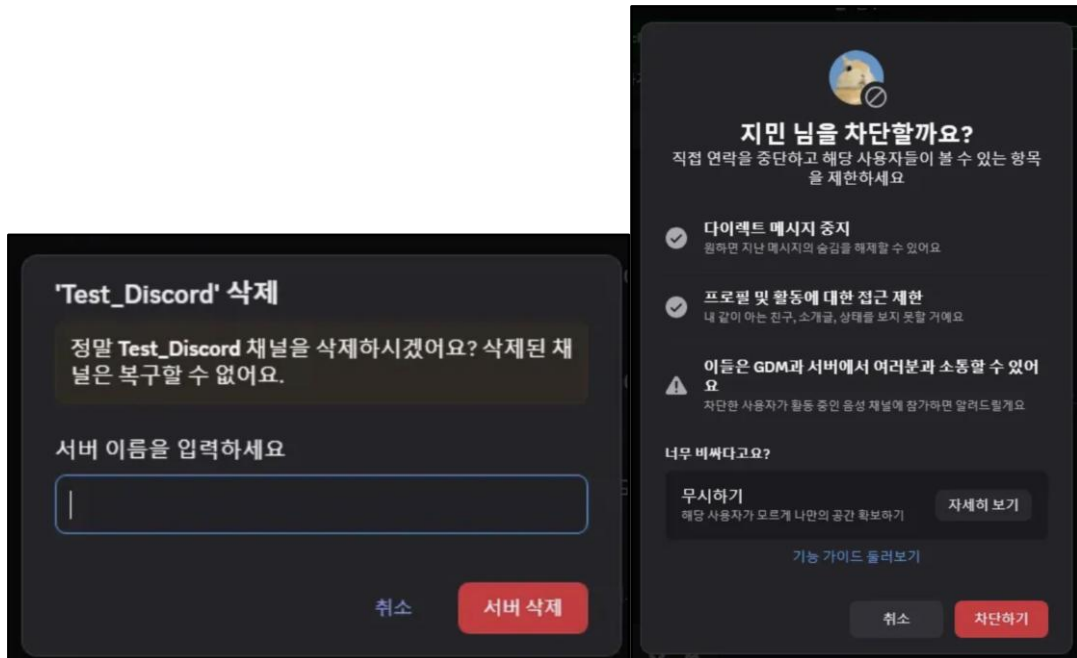 'Test_Discord' 삭제
정말 Test_Discord 채널을 삭제하시겠어요? 삭제된 채
널은 복구할 수 없어요.
서버 이름을 입력하세요
취소
서버 삭제
지민 님을 차단할까요?
직접 연락을 중단하고 해당 사용자들이 볼 수 있는 항목
을 제한하세요
다이렉트 메시지 중지
원하면 지난 메시지의 숨김를 해제할 수 있어요
프로필 및 활동에 대한 접근 제한
내 같이 아는 친구, 소개글, 상태를 보지 못할 거예요
이들은 GDM과 서버에서 여러분과 소통할 수 있어
요
차단한 사용자가 활동 중인 음성 채널에 참가하면 알려드릴게요
너무 비싸다고요?
무시하기
해당 사용자가 모르게 나만의 공간 확보하기
자세히 보기
기능 가이드 둘러보기
취소
차단하기